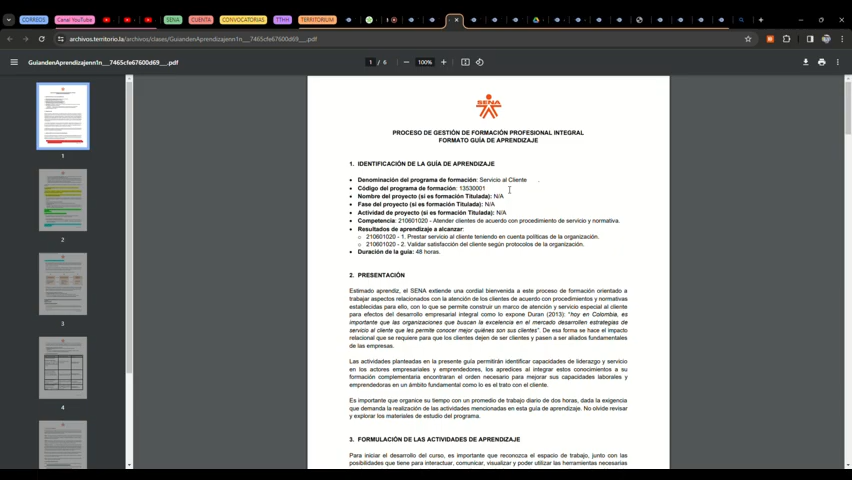 CORREOS
Canal YouTube
SENA
CUENTA
CONVOCATORIAS
TTHH
TERRITORIUM
archivos.territorio.la/archivos/clase/GuiandenAprendizajenn1n__7465cfe67600d69__.pdf
GuiandenAprendizajenn1n__7465cfe67600d69__.pdf
1 / 6
100%
1
2
3
4
SENA
PROCESO DE GESTIÓN DE FORMACIÓN PROFESIONAL INTEGRAL
FORMATO GUÍA DE APRENDIZAJE
1. IDENTIFICACIÓN DE LA GUÍA DE APRENDIZAJE
• Denominación del programa de formación: Servicio al Cliente
• Código del programa de formación: 13530001
• Nombre del proyecto (si es formación Titulada): N/A
• Fase del proyecto (si es formación Titulada): N/A
• Actividad de proyecto (si es formación Titulada): N/A
• Competencia: 210601020 - Atender clientes de acuerdo con procedimiento de servicio y normativa.
• Resultados de aprendizaje a alcanzar:
o 210601020 - 1. Prestar servicio al cliente teniendo en cuenta políticas de la organización.
o 210601020 - 2. Validar satisfacción del cliente según protocolos de la organización.
• Duración de la guía: 48 horas.
2. PRESENTACIÓN
Estimado aprendiz, el SENA extiende una cordial bienvenida a este proceso de formación orientado a
trabajar aspectos relacionados con la atención de los clientes de acuerdo con procedimientos y normativas
establecidas para ello, con lo que se permite construir un marco de atención y servicio especial al cliente
para efectos del desarrollo empresarial integral como lo expone Duran (2013): "hoy en Colombia, es
importante que las organizaciones que buscan la excelencia en el mercado desarrollen estrategias de
servicio al cliente que les permite conocer mejor quiénes son sus clientes". De esa forma se hace el impacto
relacional que se requiere para que los clientes dejen de ser clientes y pasen a ser aliados fundamentales
de las empresas.
Las actividades planteadas en la presente guía permitirán identificar capacidades de liderazgo y servicio
en los actores empresariales y emprendedores, los apredices al integrar estos conocimientos a su
formación complementaria encontraran el orden necesario para mejorar sus capacidades laborales y
emprendedoras en un ámbito fundamental como lo es el trato con el cliente.
Es importante que organice su tiempo con un promedio de trabajo diario de dos horas, dada la exigencia
que demanda la realización de las actividades mencionadas en esta guía de aprendizaje. No olvide revisar
y explorar los materiales de estudio del programa.
3. FORMULACIÓN DE LAS ACTIVIDADES DE APRENDIZAJE
Para iniciar el desarrollo del curso, es importante que reconozca el espacio de trabajo, junto con las
posibilidades que tiene para interactuar, comunicar, visualizar y poder utilizar las herramientas necesarias